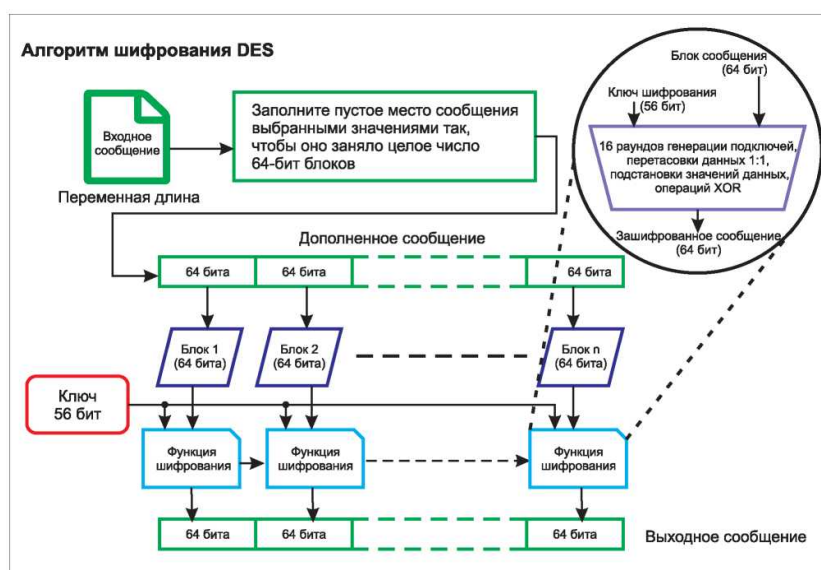 Алгоритм шифрования DES
Входное
сообщение
Переменная длина
Заполните пустое место сообщения
выбранными значениями так,
чтобы оно заняло целое число
64-бит блоков
Блок сообщения
(64 бит)
Ключ шифрования
(56 бит)
16 раундов генерации подключей,
перетасовки данных 1:1,
подстановки значений данных,
операций XOR
Зашифрованное сообщение
(64 бит)
Дополненное сообщение
64 бита
64 бита
64 бита
Блок 1
(64 бита)
Блок 2
(64 бита)
Блок n
(64 бита)
Ключ
56 бит
Функция
шифрования
Функция
шифрования
Функция
шифрования
64 бита
64 бита
64 бита
Выходное сообщение